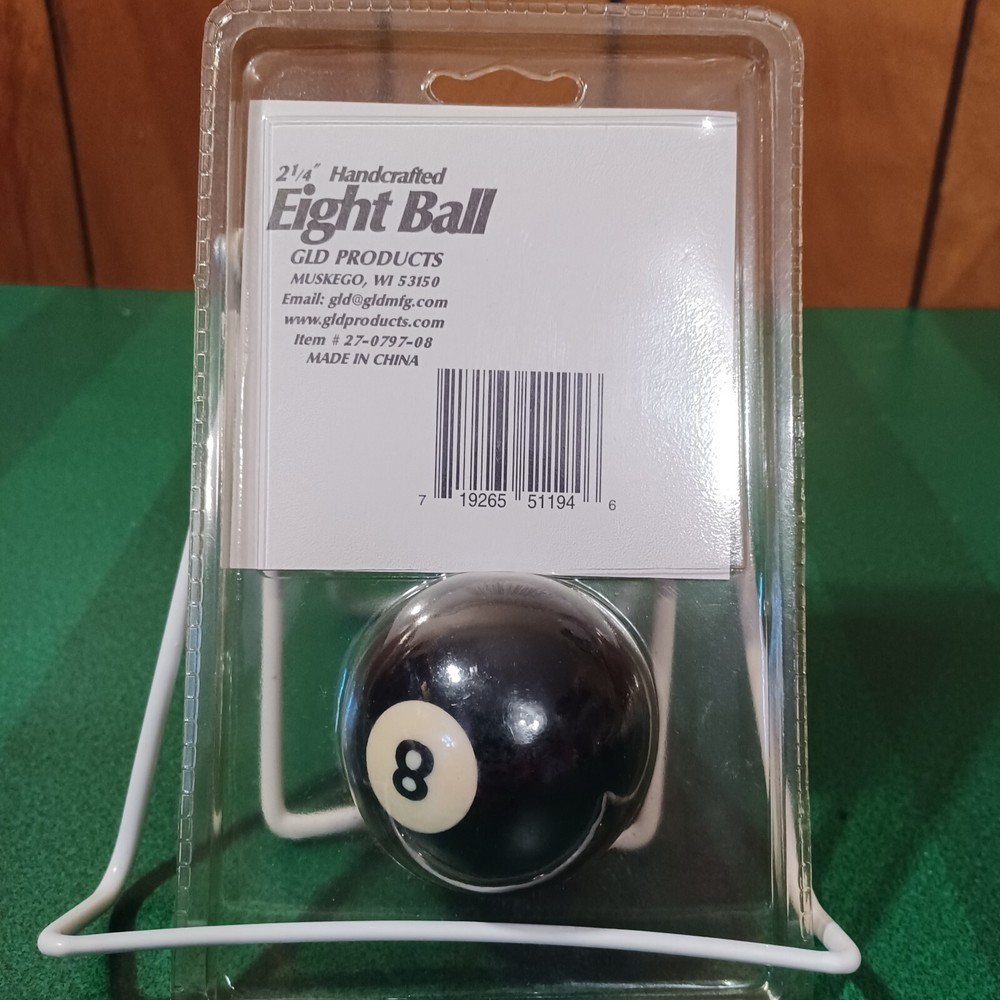 2 1/4" Handcrafted
Eight Ball
GLD PRODUCTS
MUSKEGO, WI 53150
Email: gld@gldmfg.com
www.gldproducts.com
Item # 27-0797-08
MADE IN CHINA
7 19265 51194 6
8